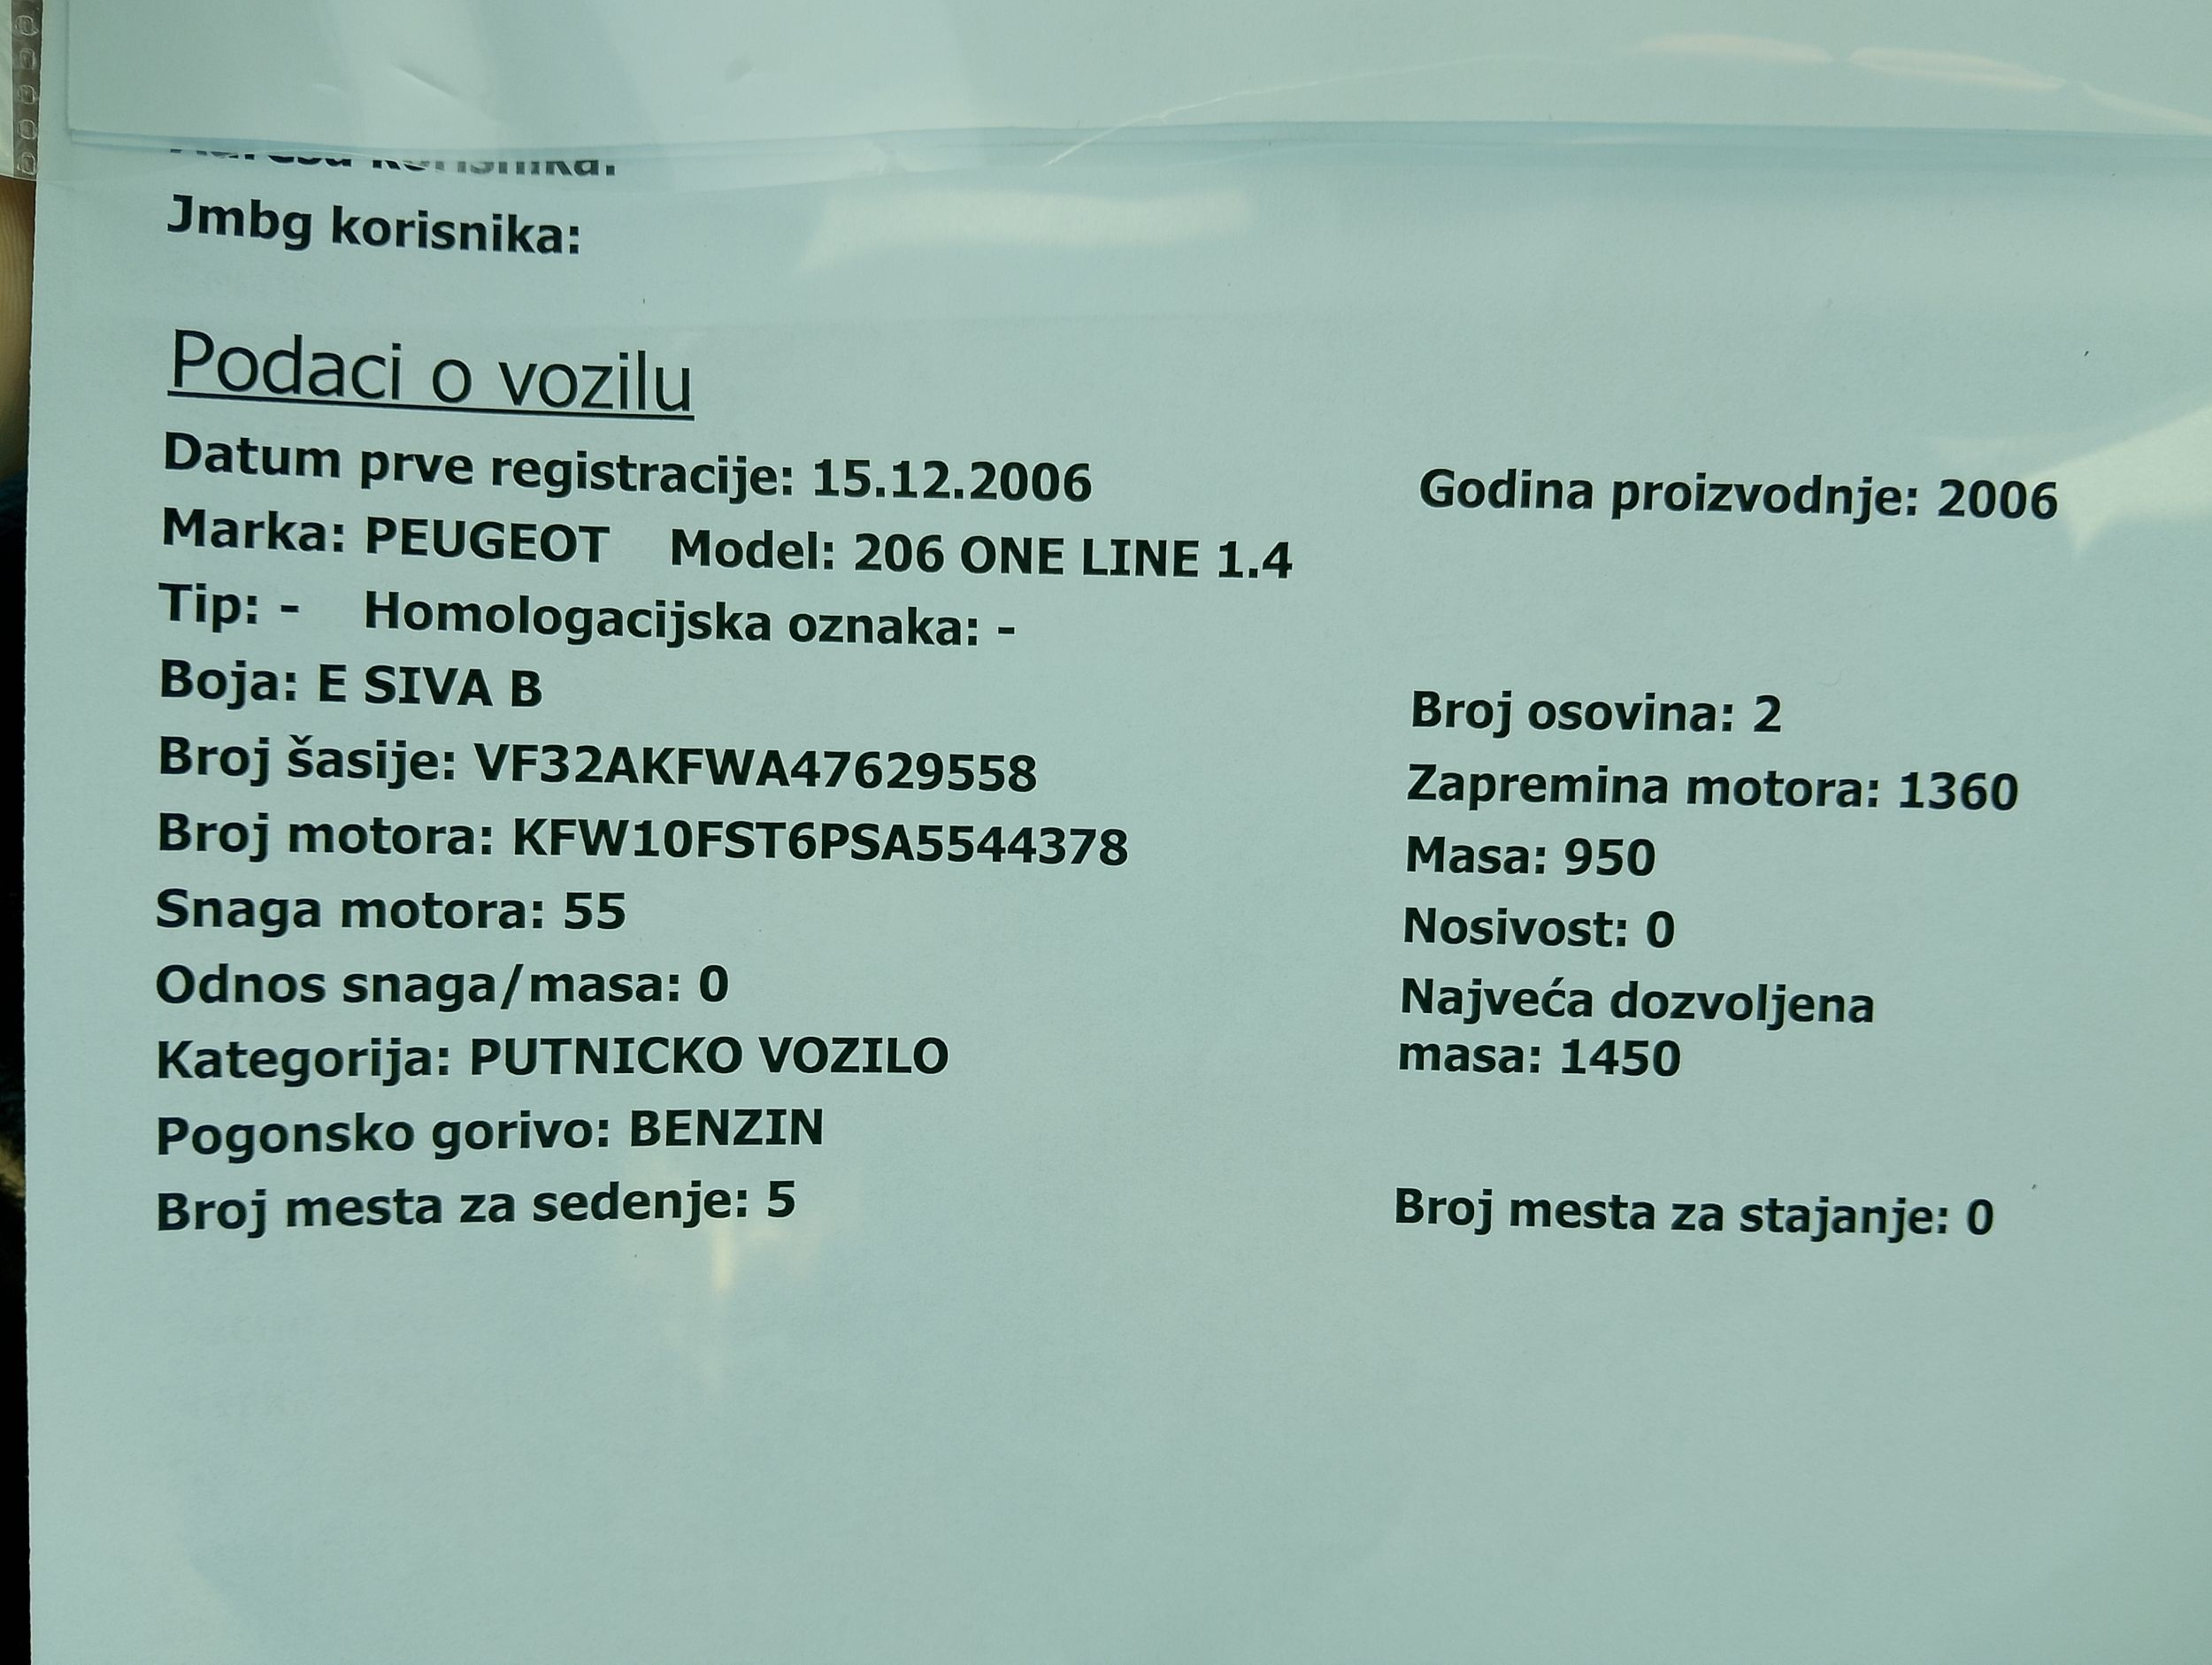 Adresa korisnika:
Jmbg korisnika:
Podaci o vozilu
Datum prve registracije: 15.12.2006 Godina proizvodnje: 2006
Marka: PEUGEOT Model: 206 ONE LINE 1.4
Tip: - Homologacijska oznaka: -
Boja: E SIVA B Broj osovina: 2
Broj šasije: VF32AKFWA47629558 Zapremina motora: 1360
Broj motora: KFW10FST6PSA5544378 Masa: 950
Snaga motora: 55 Nosivost: 0
Odnos snaga/masa: 0 Najveća dozvoljena
Kategorija: PUTNICKO VOZILO masa: 1450
Pogonsko gorivo: BENZIN
Broj mesta za sedenje: 5 Broj mesta za stajanje: 0